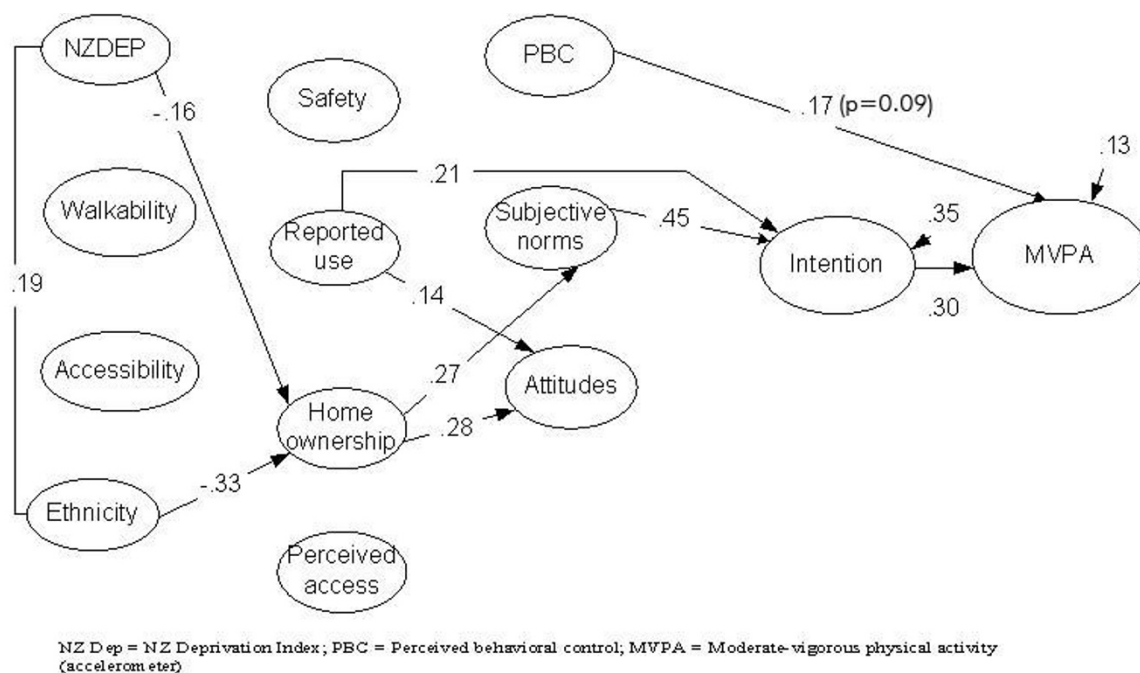 NZDEP
PBC
Safety
-.16
.17 (p=0.09)
.13
.21
Walkability
Reported
use
Subjective
norms
.45
.35
Intention
MVPA
.19
.14
.30
Accessibility
.27
Attitudes
Home
ownership
.28
-.33
Ethnicity
Perceived
access
NZ Dep = NZ Deprivation Index; PBC = Perceived behavioral control; MVPA = Moderate-vigorous physical activity
(accelerometer)